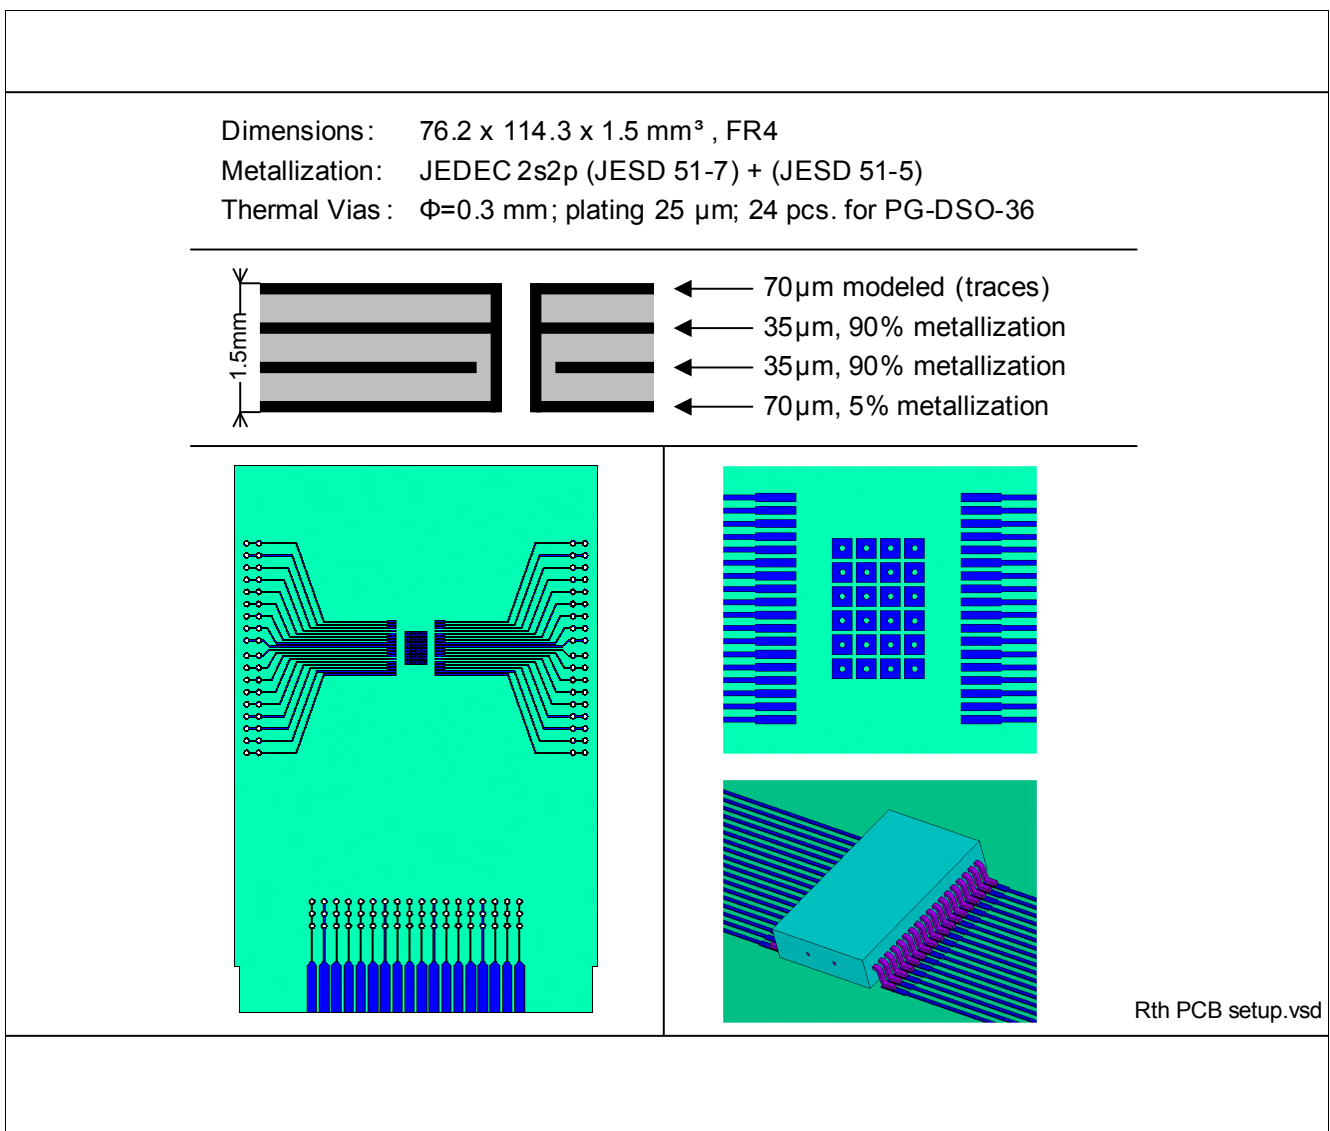 Dimensions: 76.2 x 114.3 x 1.5 mm³ , FR4
Metallization: JEDEC 2s2p (JESD 51-7) + (JESD 51-5)
Thermal Vias : Φ=0.3 mm; plating 25 µm; 24 pcs. for PG-DSO-36
1.5mm
70µm modeled (traces)
35µm, 90% metallization
35µm, 90% metallization
70µm, 5% metallization
Rth PCB setup.vsd